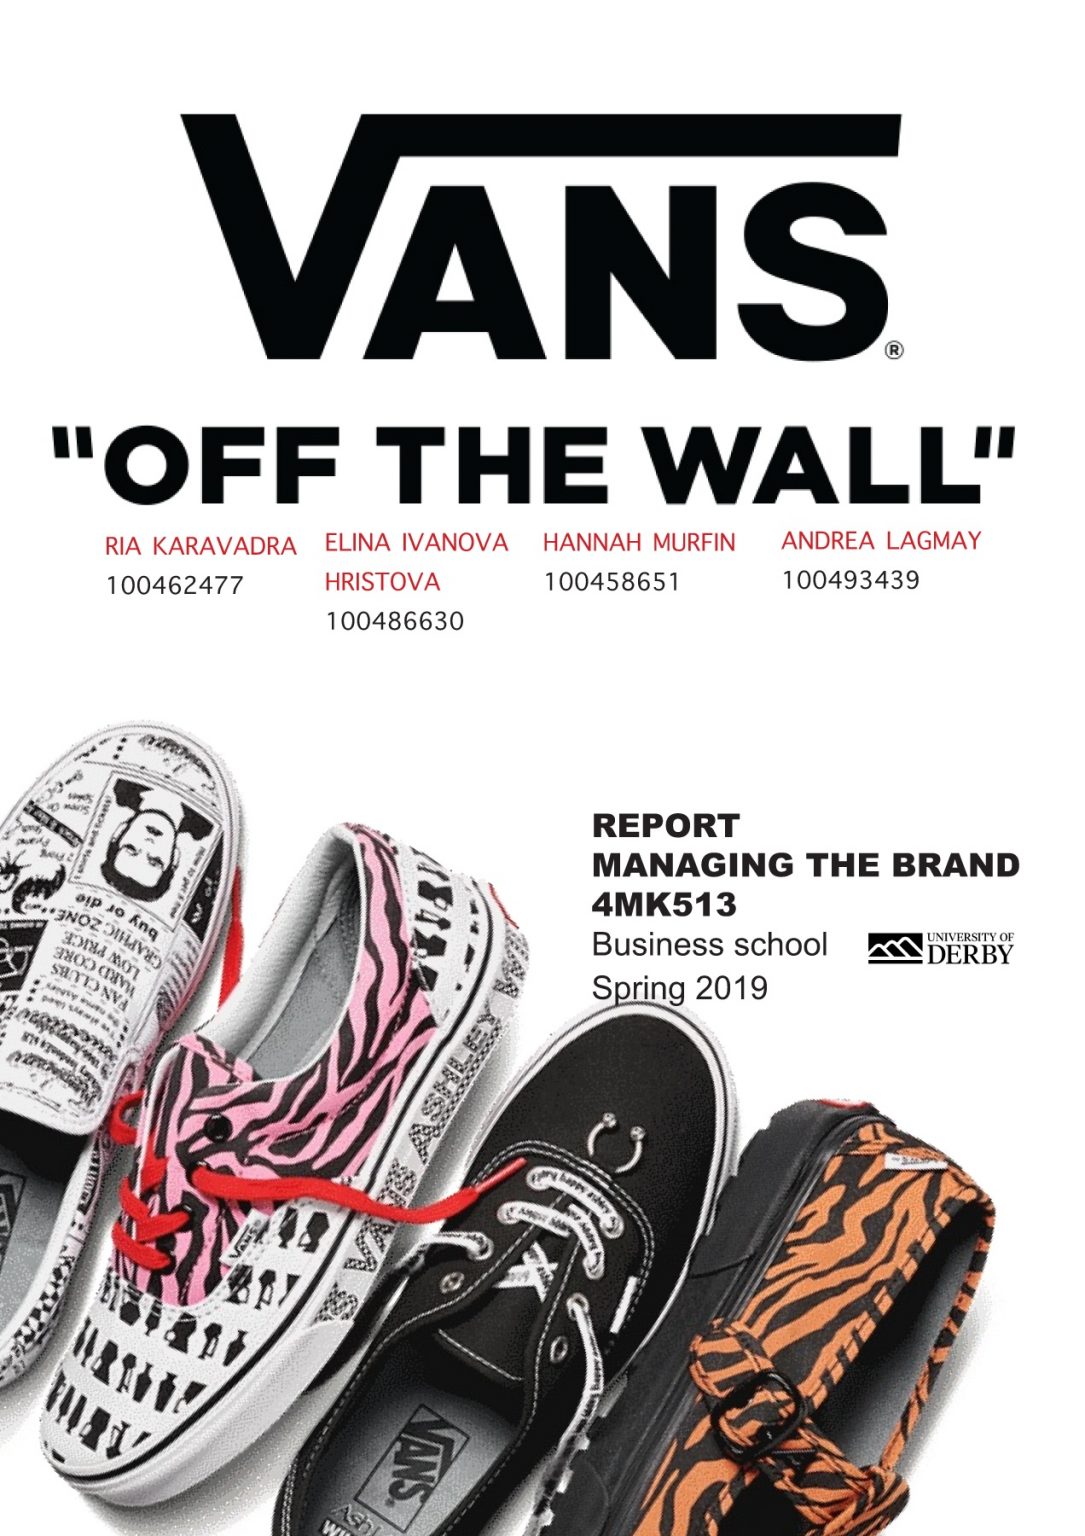 VANS®
"OFF THE WALL"
RIA KARAVADRA
100462477
ELINA IVANOVA
HRISTOVA
100486630
HANNAH MURFIN
100458651
ANDREA LAGMAY
100493439
REPORT
MANAGING THE BRAND
4MK513
Business school
Spring 2019
UNIVERSITY OF
DERBY
buy or die
GRAPHIC ZONE
LOW PRICE
HARD CORE
FAN CLUBS
VANS ASHLEY
VANS